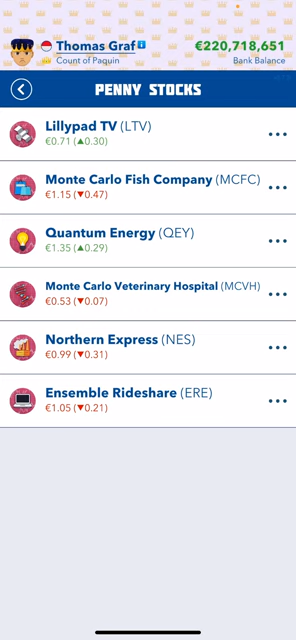 Thomas Graf
€220,718,651
Count of Paquin
Bank Balance
PENNY STOCKS
Lillypad TV (LTV)
€0.71 (▲0.30)
Monte Carlo Fish Company (MCFC)
€1.15 (▼0.47)
Quantum Energy (QEY)
€1.35 (▲0.29)
Monte Carlo Veterinary Hospital (MCVH)
€0.53 (▼0.07)
Northern Express (NES)
€0.99 (▼0.31)
Ensemble Rideshare (ERE)
€1.05 (▼0.21)